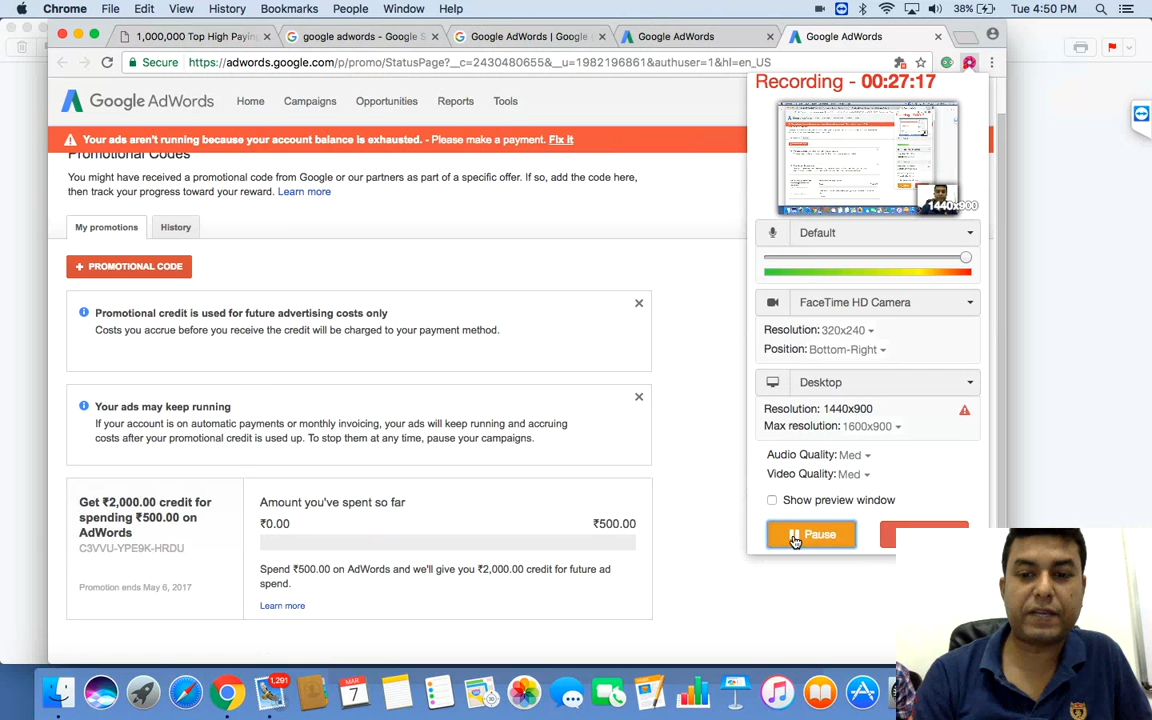 Chrome File Edit View History Bookmarks People Window Help
38% Tue 4:50 PM
1,000,000 Top High Payin
google adwords - Google S
Google AdWords | Google
Google AdWords
Google AdWords
Secure https://adwords.google.com/p/promo/StatusPage?__c=2430480655&__u=1982196861&authuser=1&hl=en_US
Google AdWords Home Campaigns Opportunities Reports Tools
Your ads aren't running because your account balance is exhausted. - Please make a payment. Fix it
Promotional Codes
You might have received a promotional code from Google or our partners as part of a specific offer. If so, add the code here,
then track your progress toward your reward. Learn more
My promotions History
+ PROMOTIONAL CODE
Promotional credit is used for future advertising costs only
Costs you accrue before you receive the credit will be charged to your payment method.
Your ads may keep running
If your account is on automatic payments or monthly invoicing, your ads will keep running and accruing
costs after your promotional credit is used up. To stop them at any time, pause your campaigns.
Get ₹2,000.00 credit for
spending ₹500.00 on
AdWords
C3VVU-YPE9K-HRDU
Promotion ends May 6, 2017
Amount you've spent so far
₹0.00 ₹500.00
Spend ₹500.00 on AdWords and we'll give you ₹2,000.00 credit for future ad
spend.
Learn more
Recording - 00:27:17
1440x900
Default
FaceTime HD Camera
Resolution: 320x240
Position: Bottom-Right
Desktop
Resolution: 1440x900
Max resolution: 1600x900
Audio Quality: Med
Video Quality: Med
Show preview window
Pause
1,291
MAR
7